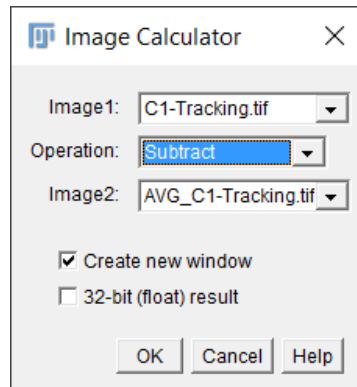 Image Calculator
Image1: C1-Tracking.tif
Operation: Subtract
Image2: AVG_C1-Tracking.tif
Create new window
32-bit (float) result
OK Cancel Help